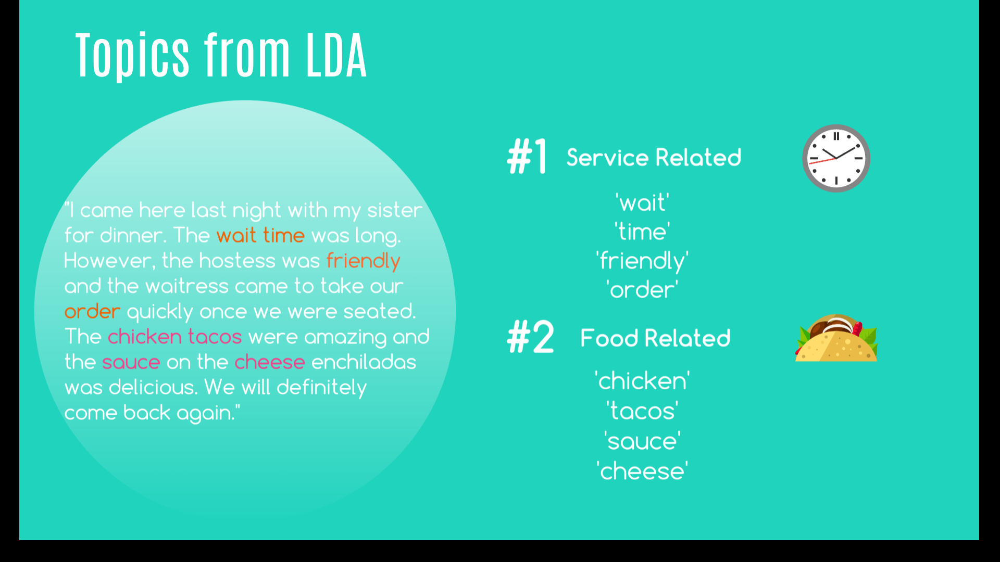 Topics from LDA
"I came here last night with my sister
for dinner. The wait time was long.
However, the hostess was friendly
and the waitress came to take our
order quickly once we were seated.
The chicken tacos were amazing and
the sauce on the cheese enchiladas
was delicious. We will definitely
come back again."
#1 Service Related
'wait'
'time'
'friendly'
'order'
#2 Food Related
'chicken'
'tacos'
'sauce'
'cheese'